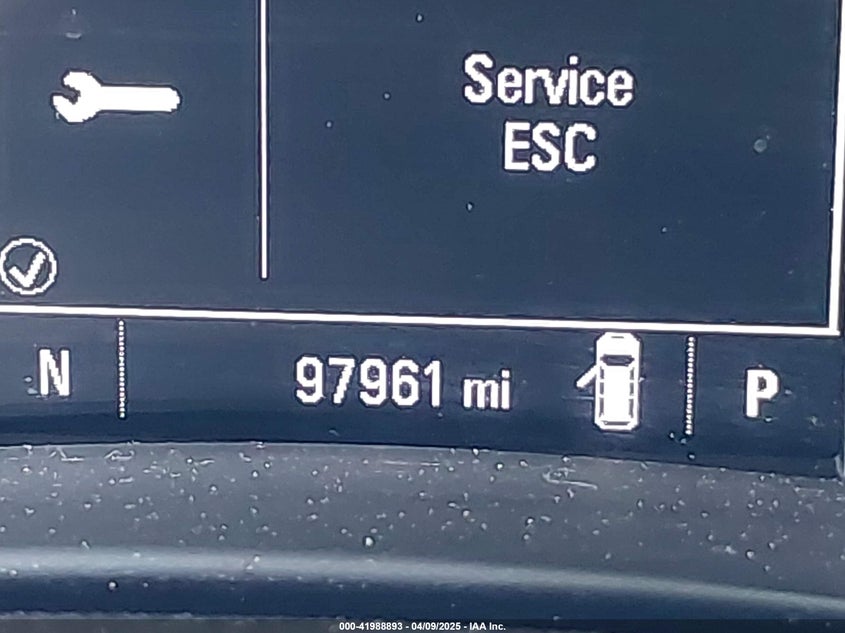 Service
ESC
N
97961 mi
P
000-41988893 - 04/09/2025 - IAA Inc.